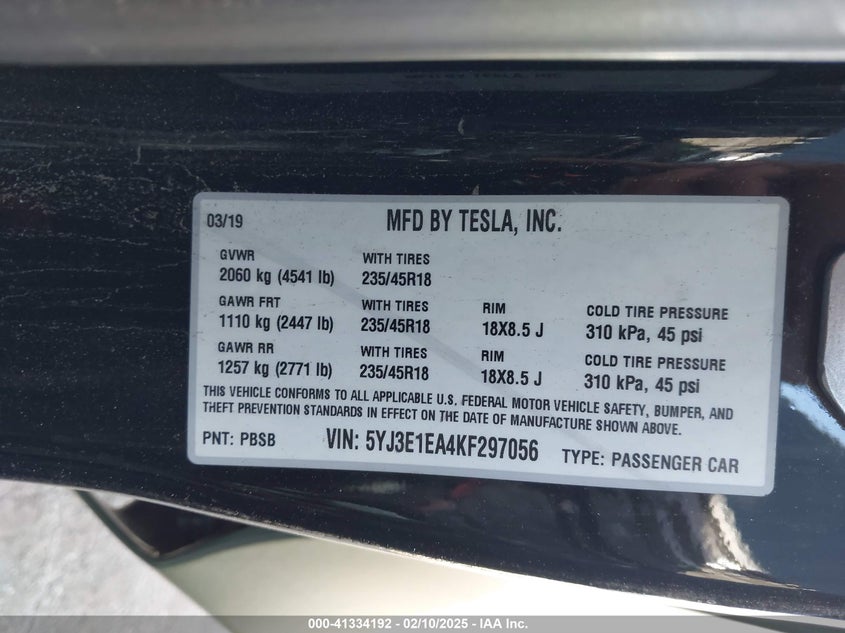 03/19 MFD BY TESLA, INC.
GVWR WITH TIRES
2060 kg (4541 lb) 235/45R18
GAWR FRT WITH TIRES RIM COLD TIRE PRESSURE
1110 kg (2447 lb) 235/45R18 18X8.5 J 310 kPa, 45 psi
GAWR RR WITH TIRES RIM COLD TIRE PRESSURE
1257 kg (2771 lb) 235/45R18 18X8.5 J 310 kPa, 45 psi
THIS VEHICLE CONFORMS TO ALL APPLICABLE U.S. FEDERAL MOTOR VEHICLE SAFETY, BUMPER, AND
THEFT PREVENTION STANDARDS IN EFFECT ON THE DATE OF MANUFACTURE SHOWN ABOVE.
PNT: PBSB VIN: 5YJ3E1EA4KF297056 TYPE: PASSENGER CAR
000-41334192 - 02/10/2025 - IAA Inc.